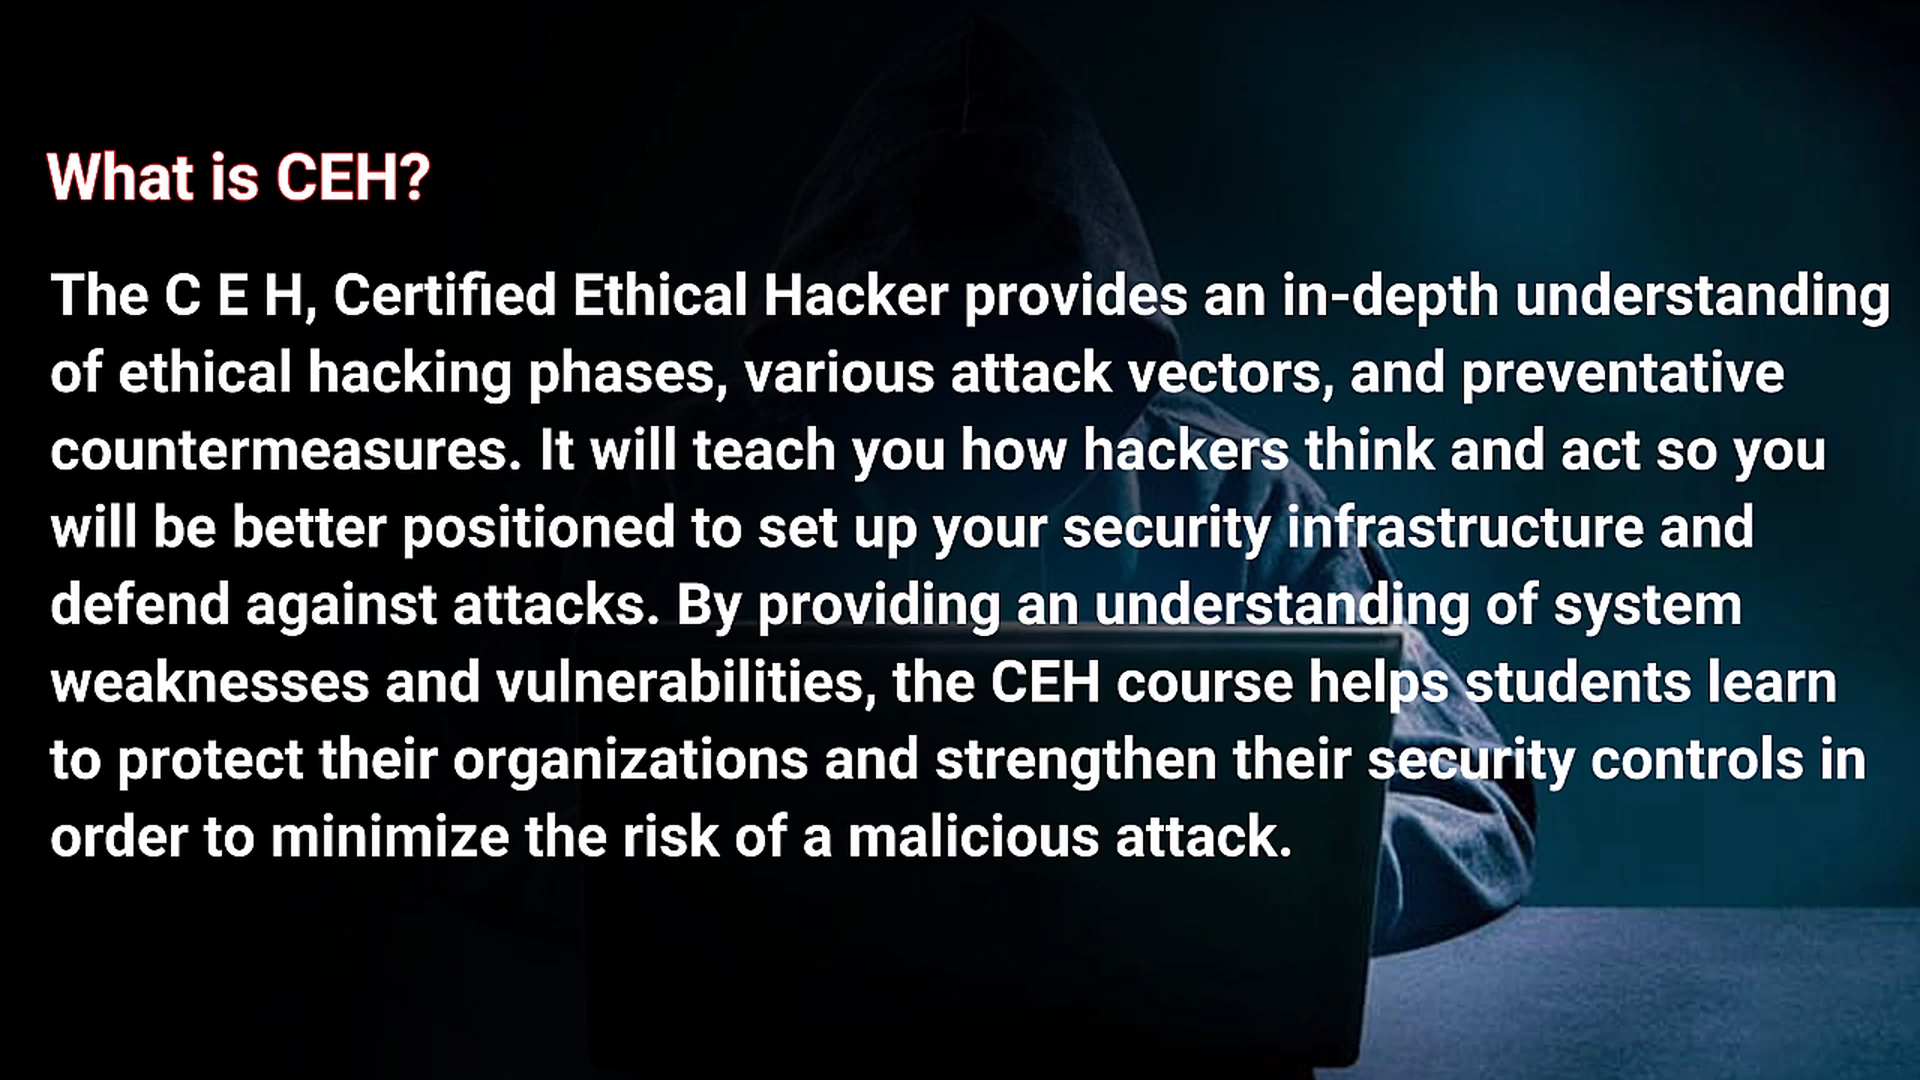 What is CEH?
The C E H, Certified Ethical Hacker provides an in-depth understanding
of ethical hacking phases, various attack vectors, and preventative
countermeasures. It will teach you how hackers think and act so you
will be better positioned to set up your security infrastructure and
defend against attacks. By providing an understanding of system
weaknesses and vulnerabilities, the CEH course helps students learn
to protect their organizations and strengthen their security controls in
order to minimize the risk of a malicious attack.